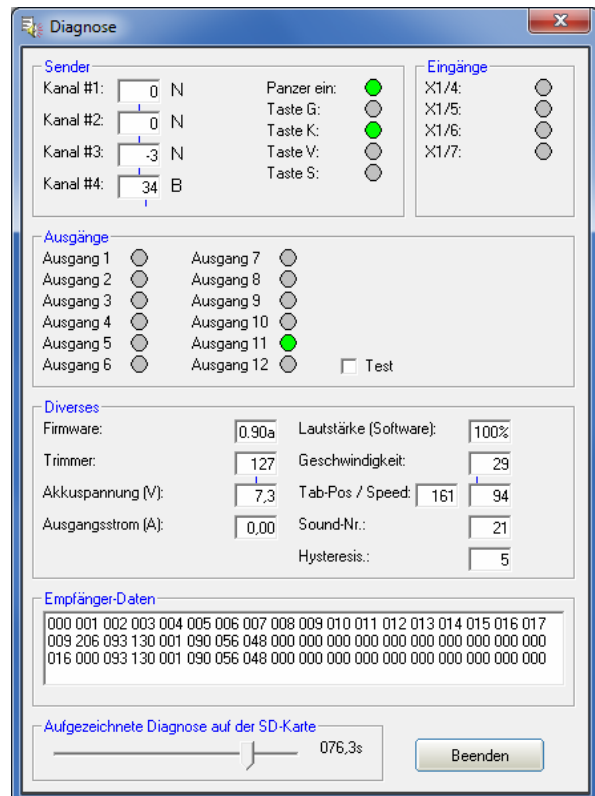 Diagnose
Sender
Kanal #1: 0 N
Kanal #2: 0 N
Kanal #3: -3 N
Kanal #4: 34 B
Panzer ein:
Taste G:
Taste K:
Taste V:
Taste S:
Eingänge
X1/4:
X1/5:
X1/6:
X1/7:
Ausgänge
Ausgang 1
Ausgang 2
Ausgang 3
Ausgang 4
Ausgang 5
Ausgang 6
Ausgang 7
Ausgang 8
Ausgang 9
Ausgang 10
Ausgang 11
Ausgang 12
Test
Diverses
Firmware: 0.90a
Trimmer: 127
Akkuspannung (V): 7,3
Ausgangsstrom (A): 0,00
Lautstärke (Software): 100%
Geschwindigkeit: 29
Tab-Pos / Speed: 161 94
Sound-Nr.: 21
Hysteresis.: 5
Empfänger-Daten
000 001 002 003 004 005 006 007 008 009 010 011 012 013 014 015 016 017
009 206 093 130 001 090 056 048 000 000 000 000 000 000 000 000 000 000
016 000 093 130 001 090 056 048 000 000 000 000 000 000 000 000 000 000
Aufgezeichnete Diagnose auf der SD-Karte
076,3s
Beenden